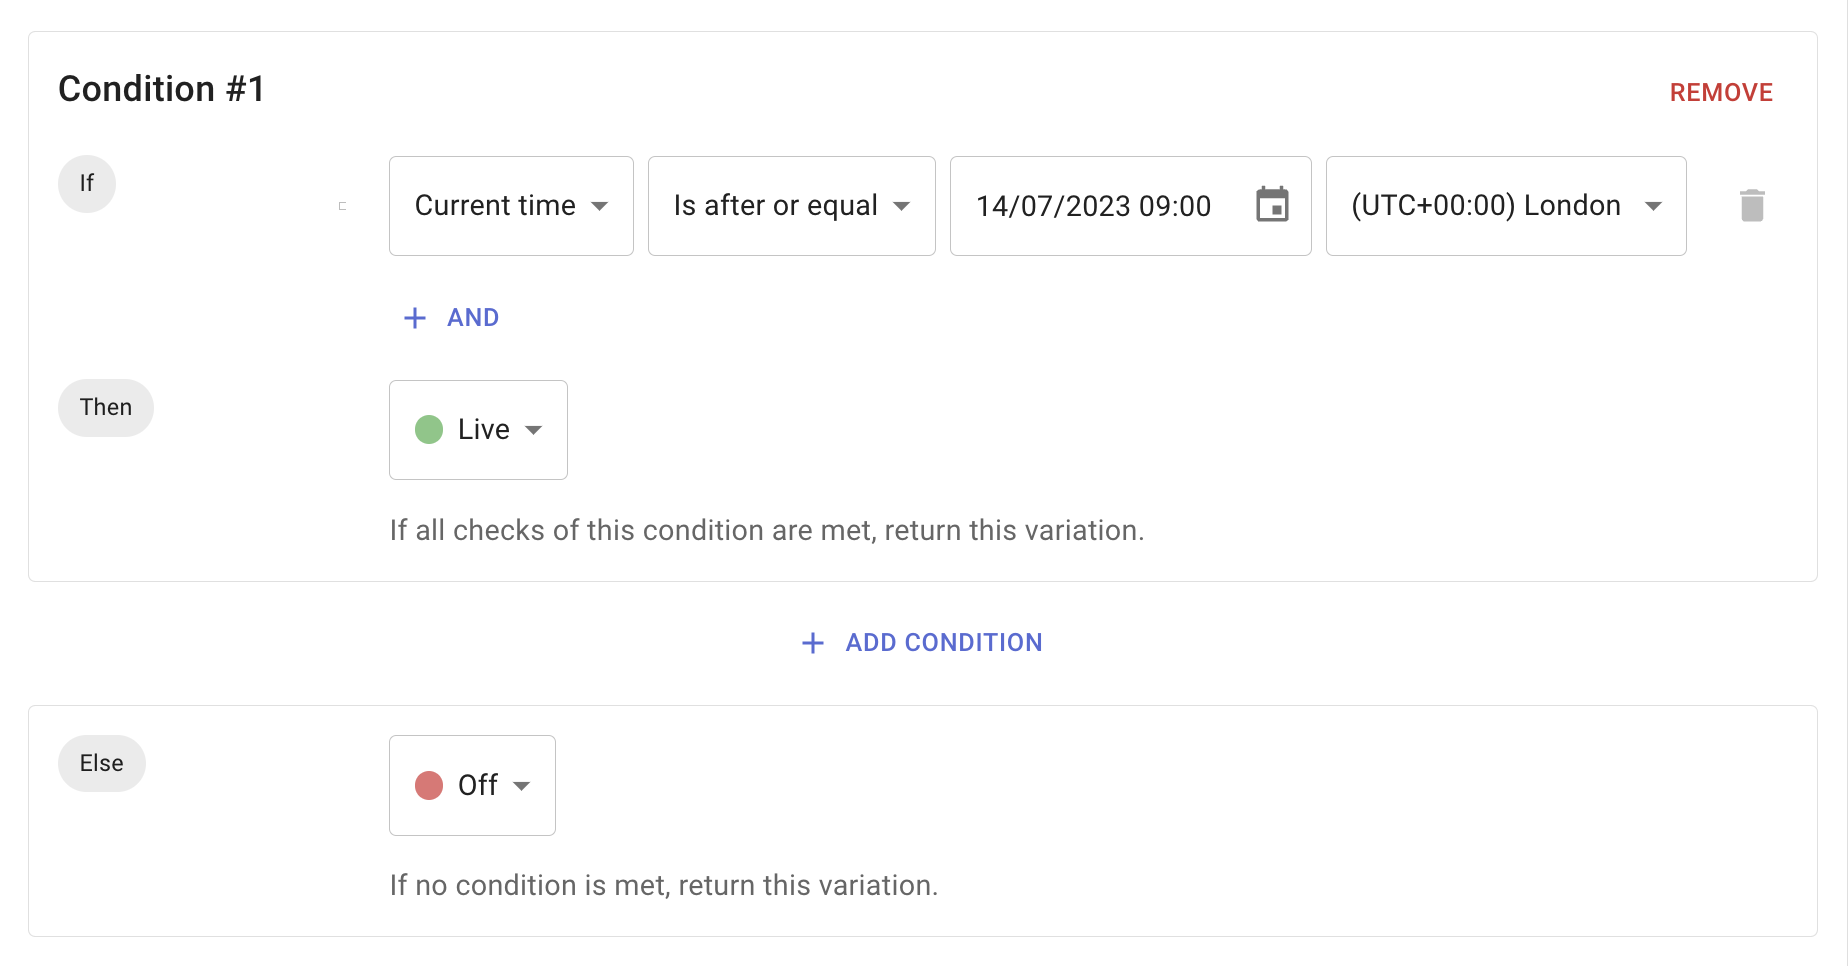 Condition #1
REMOVE
If
Current time
Is after or equal
14/07/2023 09:00
(UTC+00:00) London
+ AND
Then
Live
If all checks of this condition are met, return this variation.
+ ADD CONDITION
Else
Off
If no condition is met, return this variation.